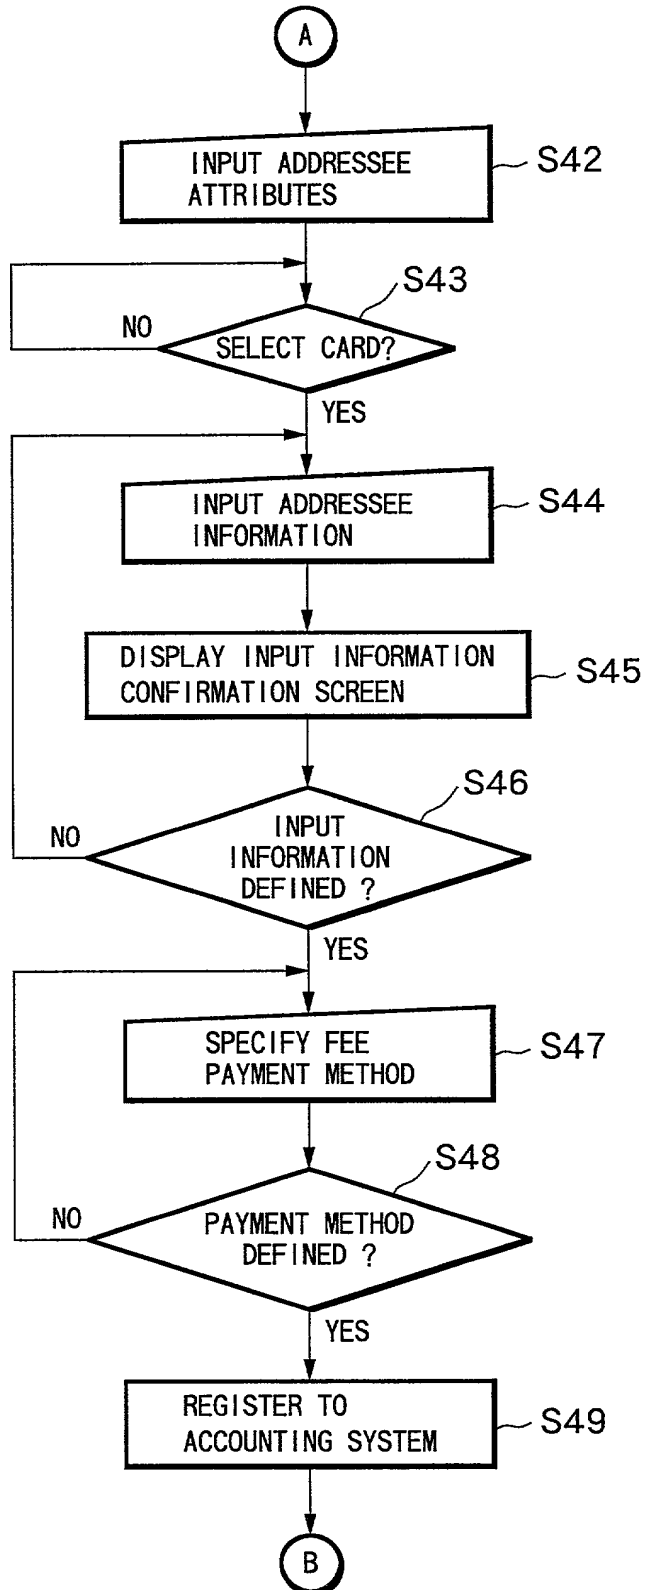 A
INPUT ADDRESSEE
ATTRIBUTES
S42
S43
NO
SELECT CARD?
YES
INPUT ADDRESSEE
INFORMATION
S44
DISPLAY INPUT INFORMATION
CONFIRMATION SCREEN
S45
S46
NO
INPUT
INFORMATION
DEFINED ?
YES
SPECIFY FEE
PAYMENT METHOD
S47
S48
NO
PAYMENT METHOD
DEFINED ?
YES
REGISTER TO
ACCOUNTING SYSTEM
S49
B